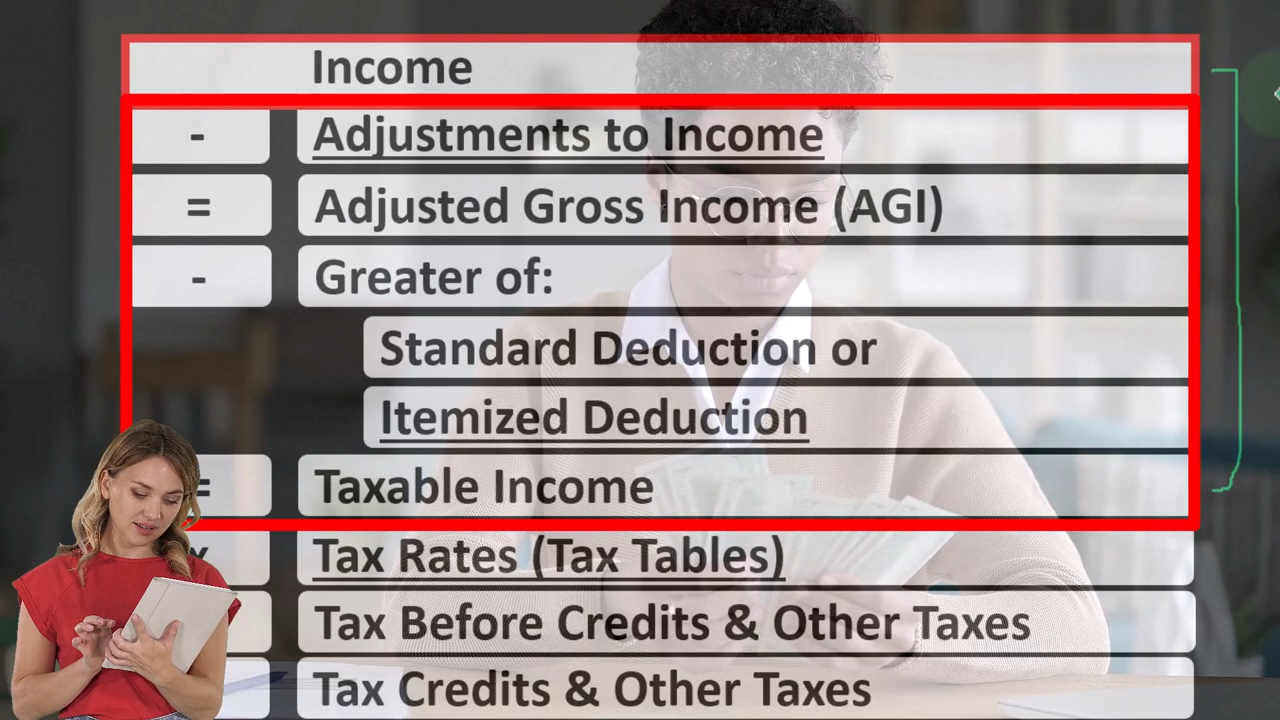 Income
- Adjustments to Income
= Adjusted Gross Income (AGI)
- Greater of:
Standard Deduction or
Itemized Deduction
= Taxable Income
Tax Rates (Tax Tables)
Tax Before Credits & Other Taxes
Tax Credits & Other Taxes